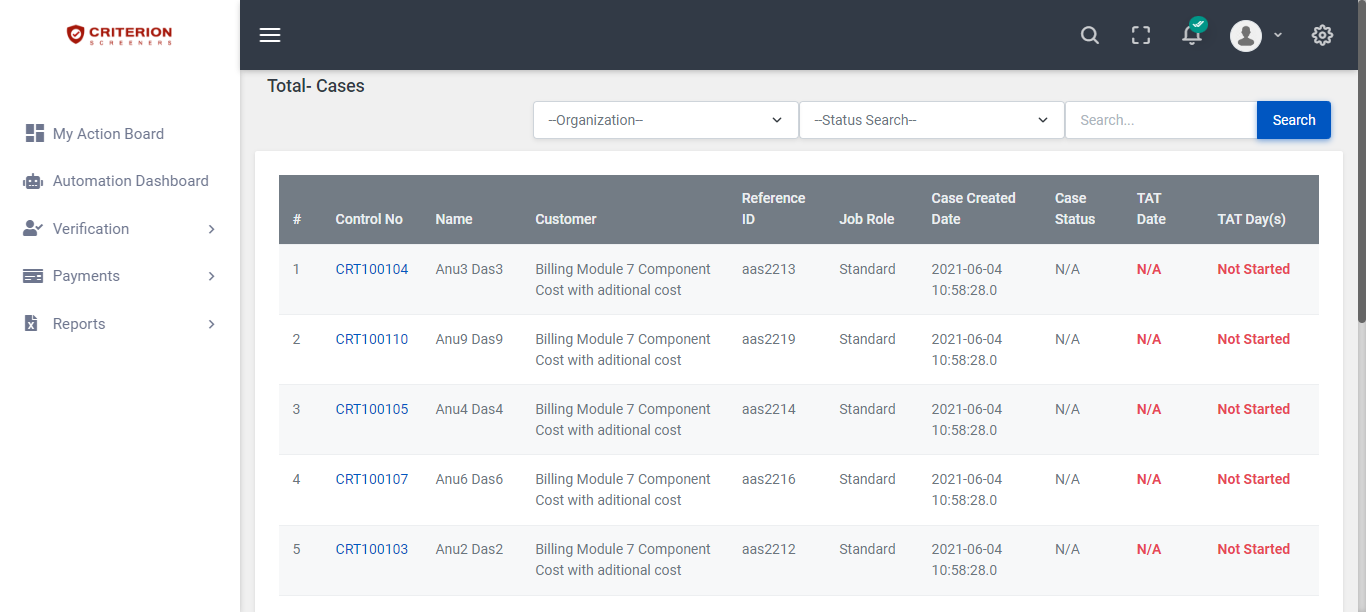 CRITERION
SCREENERS
My Action Board
Automation Dashboard
Verification
Payments
Reports
Total- Cases
--Organization-- --Status Search-- Search... Search
# Control No Name Customer Reference ID Job Role Case Created Date Case Status TAT Date TAT Day(s)
1 CRT100104 Anu3 Das3 Billing Module 7 Component aas2213 Standard 2021-06-04 N/A N/A Not Started
Cost with aditional cost 10:58:28.0
2 CRT100110 Anu9 Das9 Billing Module 7 Component aas2219 Standard 2021-06-04 N/A N/A Not Started
Cost with aditional cost 10:58:28.0
3 CRT100105 Anu4 Das4 Billing Module 7 Component aas2214 Standard 2021-06-04 N/A N/A Not Started
Cost with aditional cost 10:58:28.0
4 CRT100107 Anu6 Das6 Billing Module 7 Component aas2216 Standard 2021-06-04 N/A N/A Not Started
Cost with aditional cost 10:58:28.0
5 CRT100103 Anu2 Das2 Billing Module 7 Component aas2212 Standard 2021-06-04 N/A N/A Not Started
Cost with aditional cost 10:58:28.0